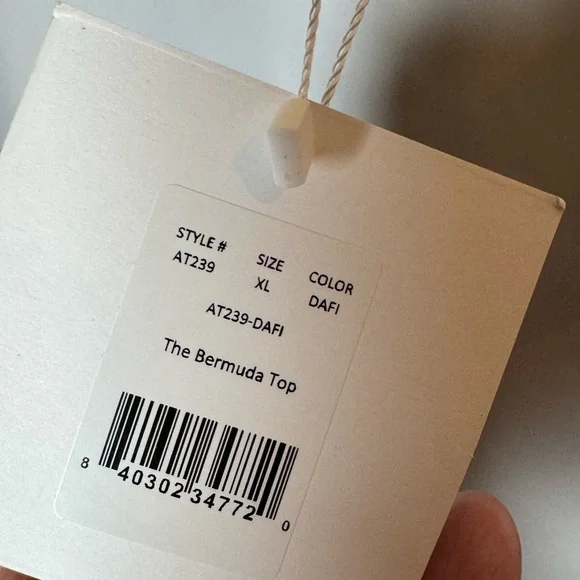 STYLE # SIZE COLOR
AT239 XL DAFI
AT239-DAFI
The Bermuda Top
8 40302 34772 0